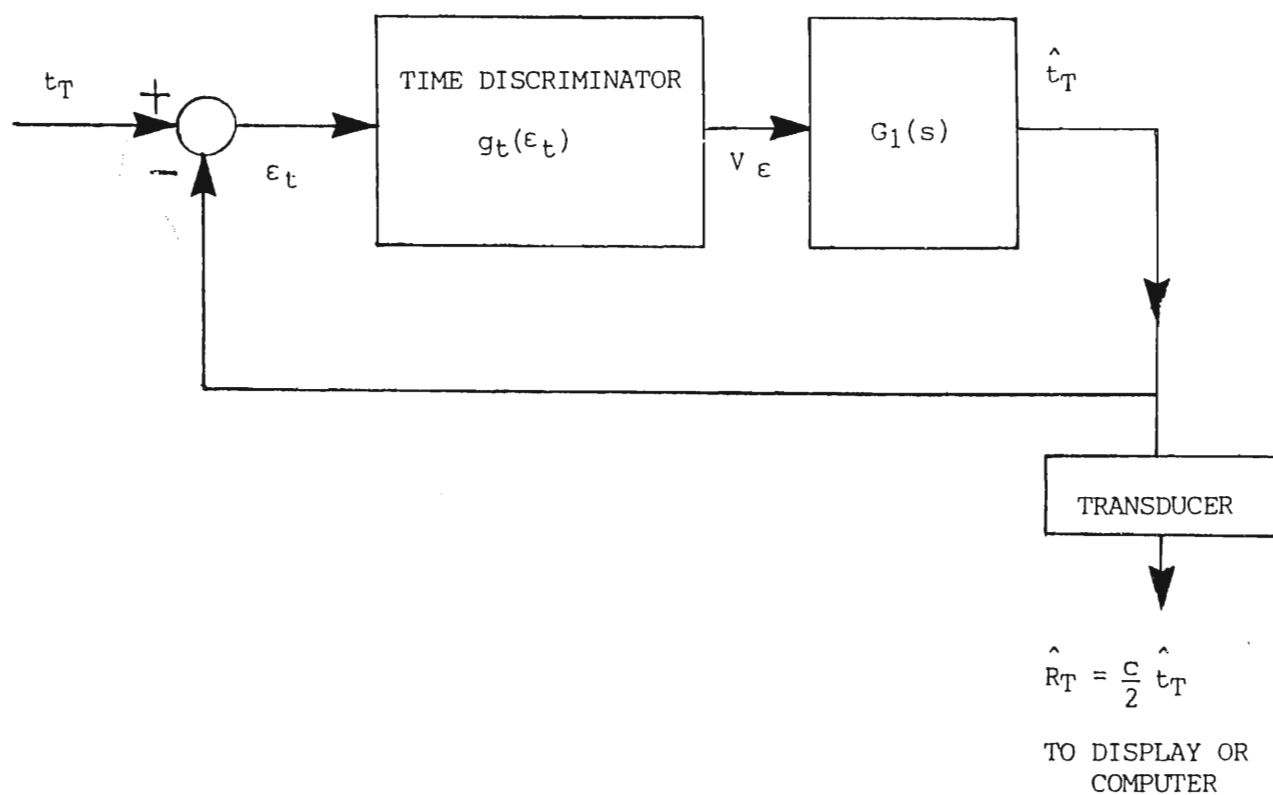 t_T
+
−
ε_t
TIME DISCRIMINATOR
g_t(ε_t)
V_ε
G_1(s)
t̂_T
TRANSDUCER
R̂_T = c/2 t̂_T
TO DISPLAY OR
COMPUTER